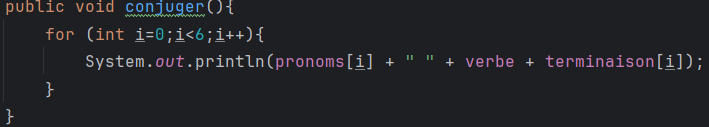 public void conjuger(){
for (int i=0;i<6;i++){
System.out.println(pronoms[i] + " " + verbe + terminaison[i]);
}
}